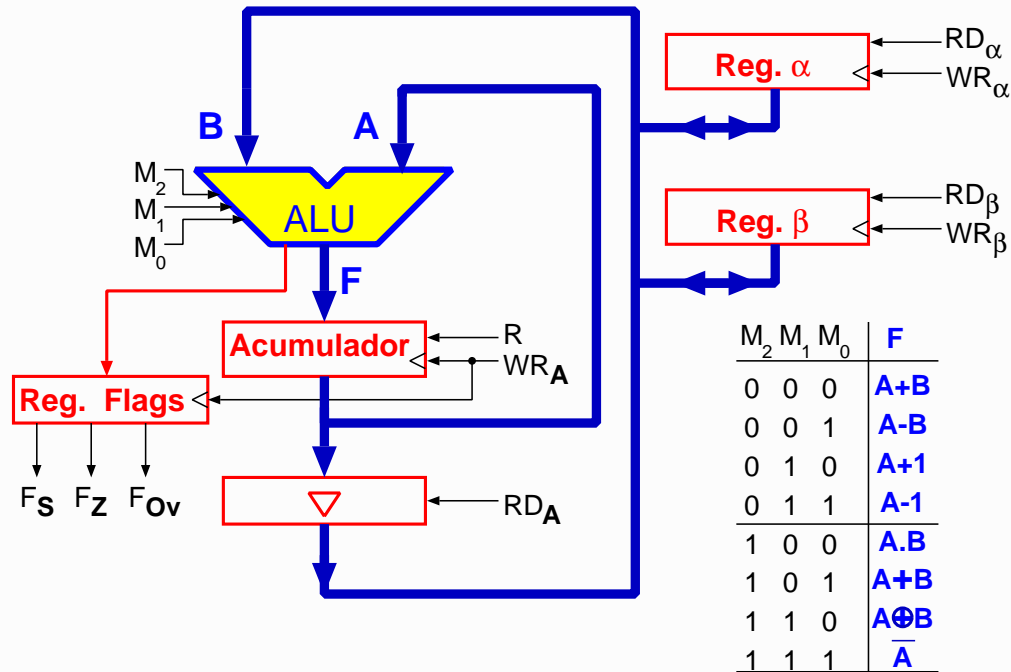 B
A
M2
M1
M0
ALU
F
Acumulador
R
WRA
Reg. Flags
FS FZ FOv
RDA
Reg. α
RDα
WRα
Reg. β
RDβ
WRβ
M2 M1 M0 F
0 0 0 A+B
0 0 1 A-B
0 1 0 A+1
0 1 1 A-1
1 0 0 A.B
1 0 1 A+B
1 1 0 A⊕B
1 1 1 A̅